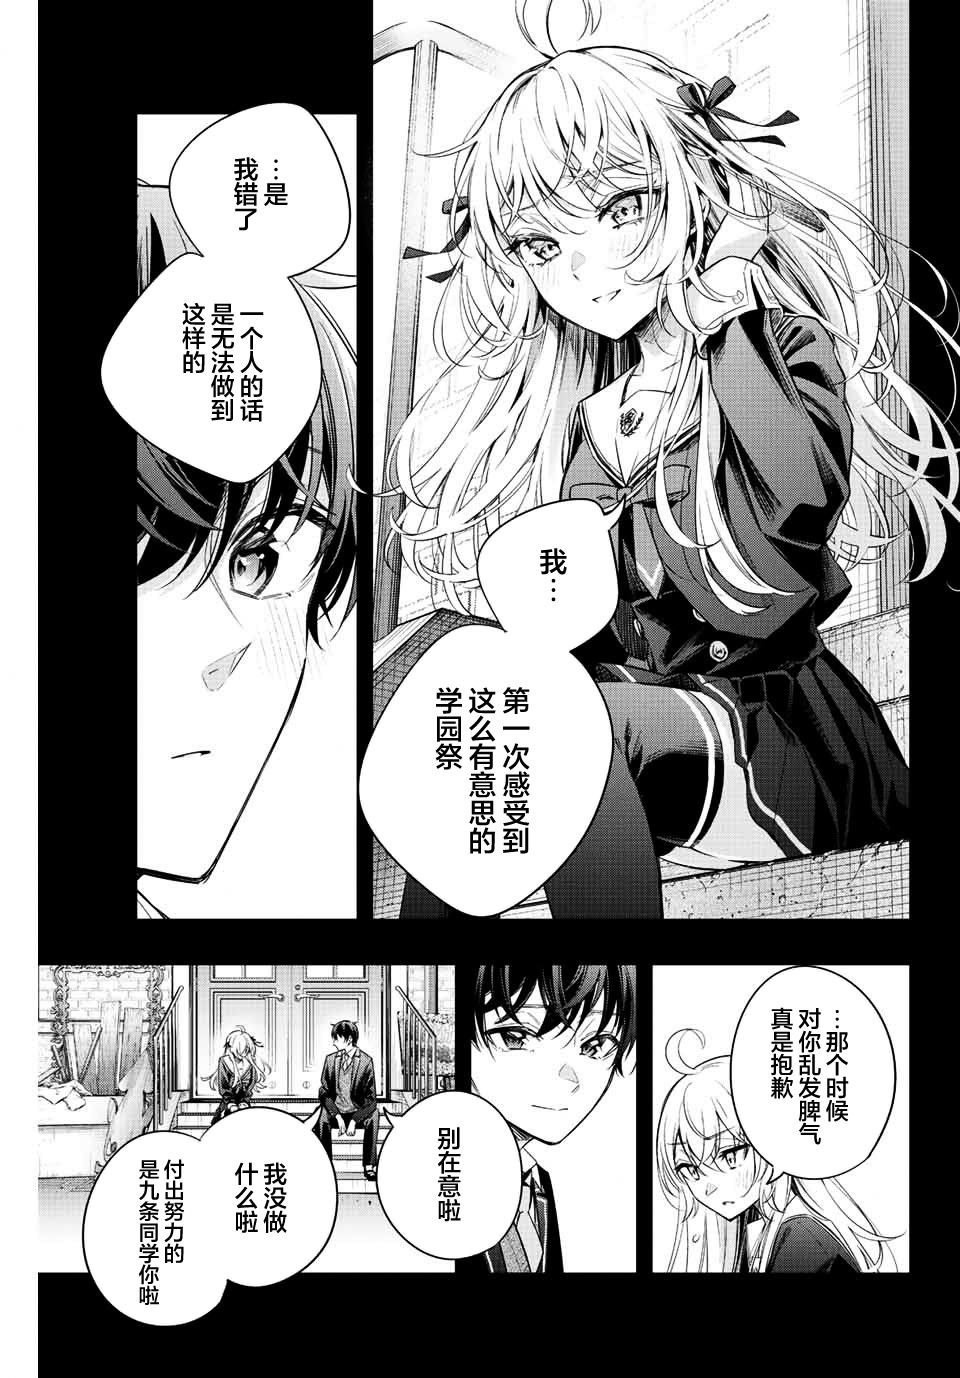 我…
第一次感受到
这么有意思的
学园祭
…是
我错了
一个人的话
是无法做到
这样的
…那个时候
对你乱发脾气
真是抱歉
别在意啦
我没做
什么啦
付出努力的
是九条同学你啦